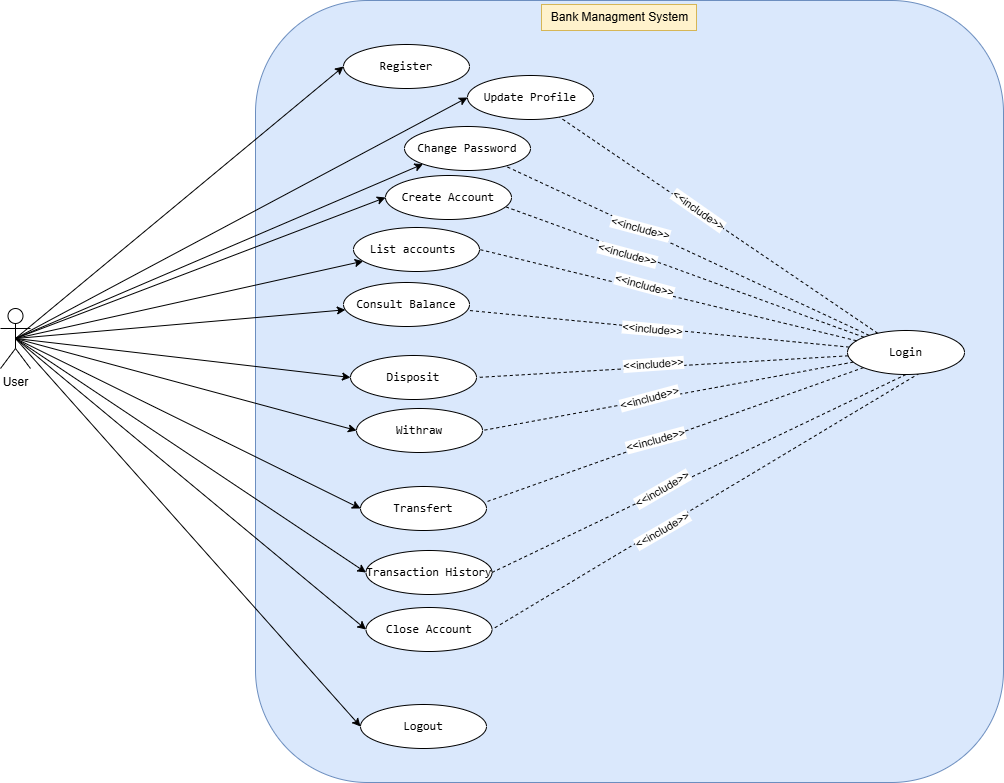 Bank Managment System
Register
Update Profile
Change Password
Create Account
<<include>>
<<include>>
List accounts
<<include>>
<<include>>
Consult Balance
<<include>>
Login
<<include>>
User
Disposit
<<include>>
Withraw
<<include>>
<<include>>
Transfert
<<include>>
Transaction History
Close Account
Logout